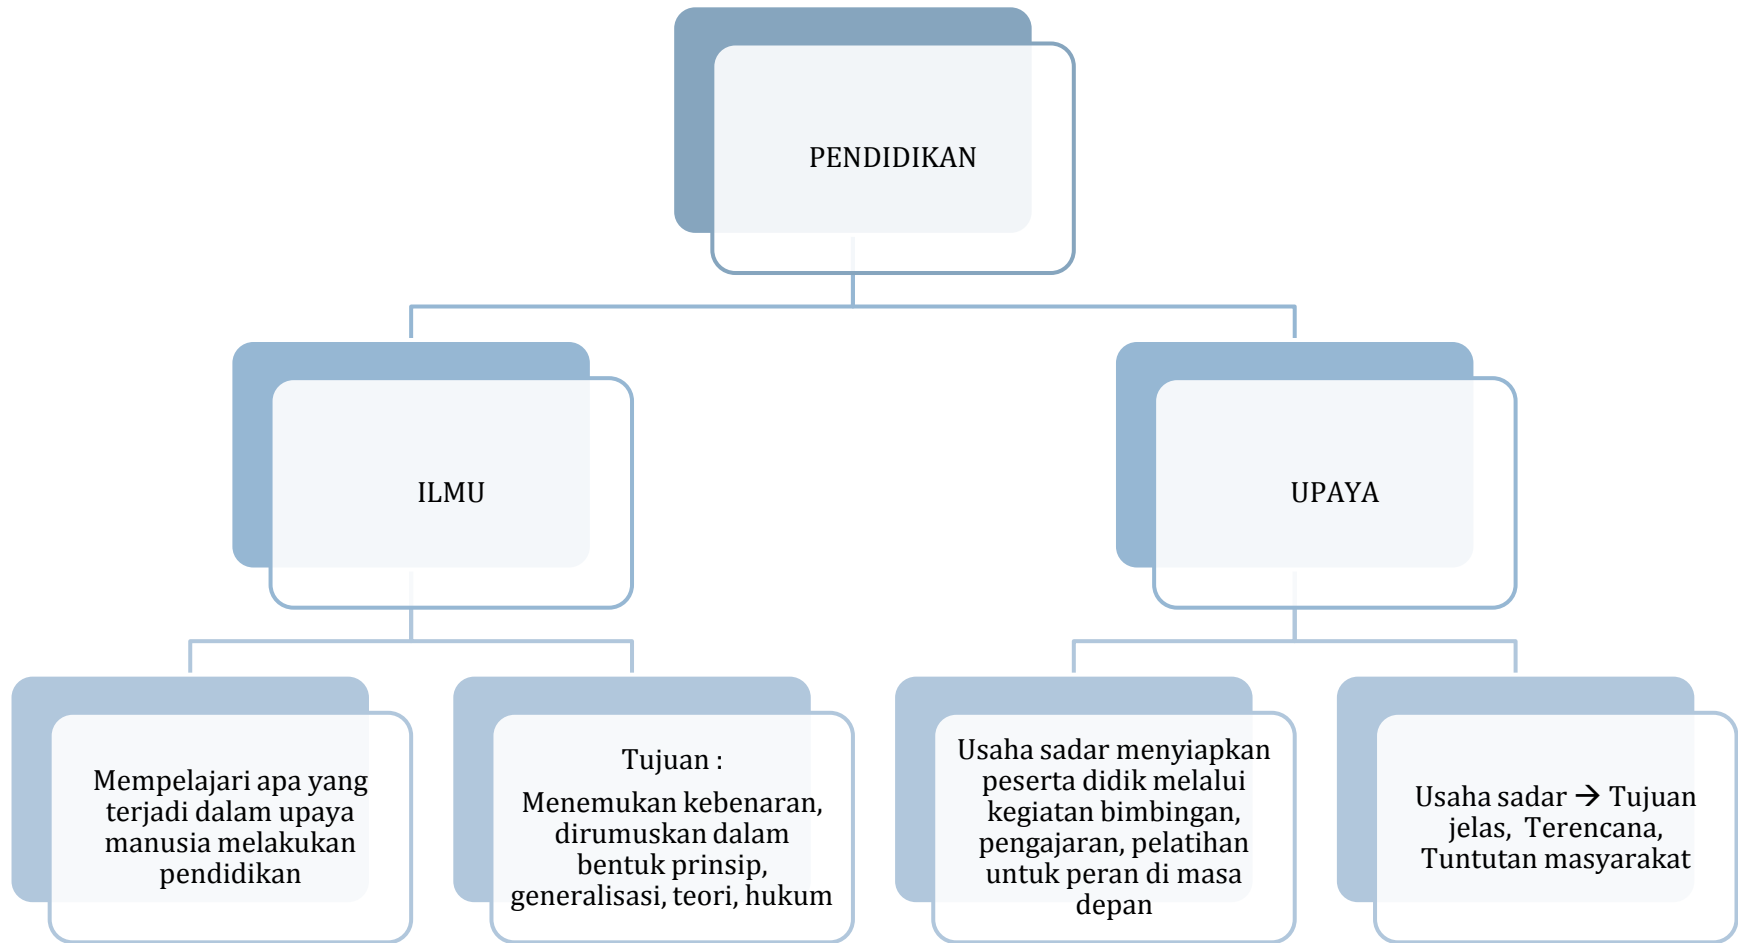 PENDIDIKAN
ILMU
UPAYA
Mempelajari apa yang
terjadi dalam upaya
manusia melakukan
pendidikan
Tujuan :
Menemukan kebenaran,
dirumuskan dalam
bentuk prinsip,
generalisasi, teori, hukum
Usaha sadar menyiapkan
peserta didik melalui
kegiatan bimbingan,
pengajaran, pelatihan
untuk peran di masa
depan
Usaha sadar → Tujuan
jelas, Terencana,
Tuntutan masyarakat